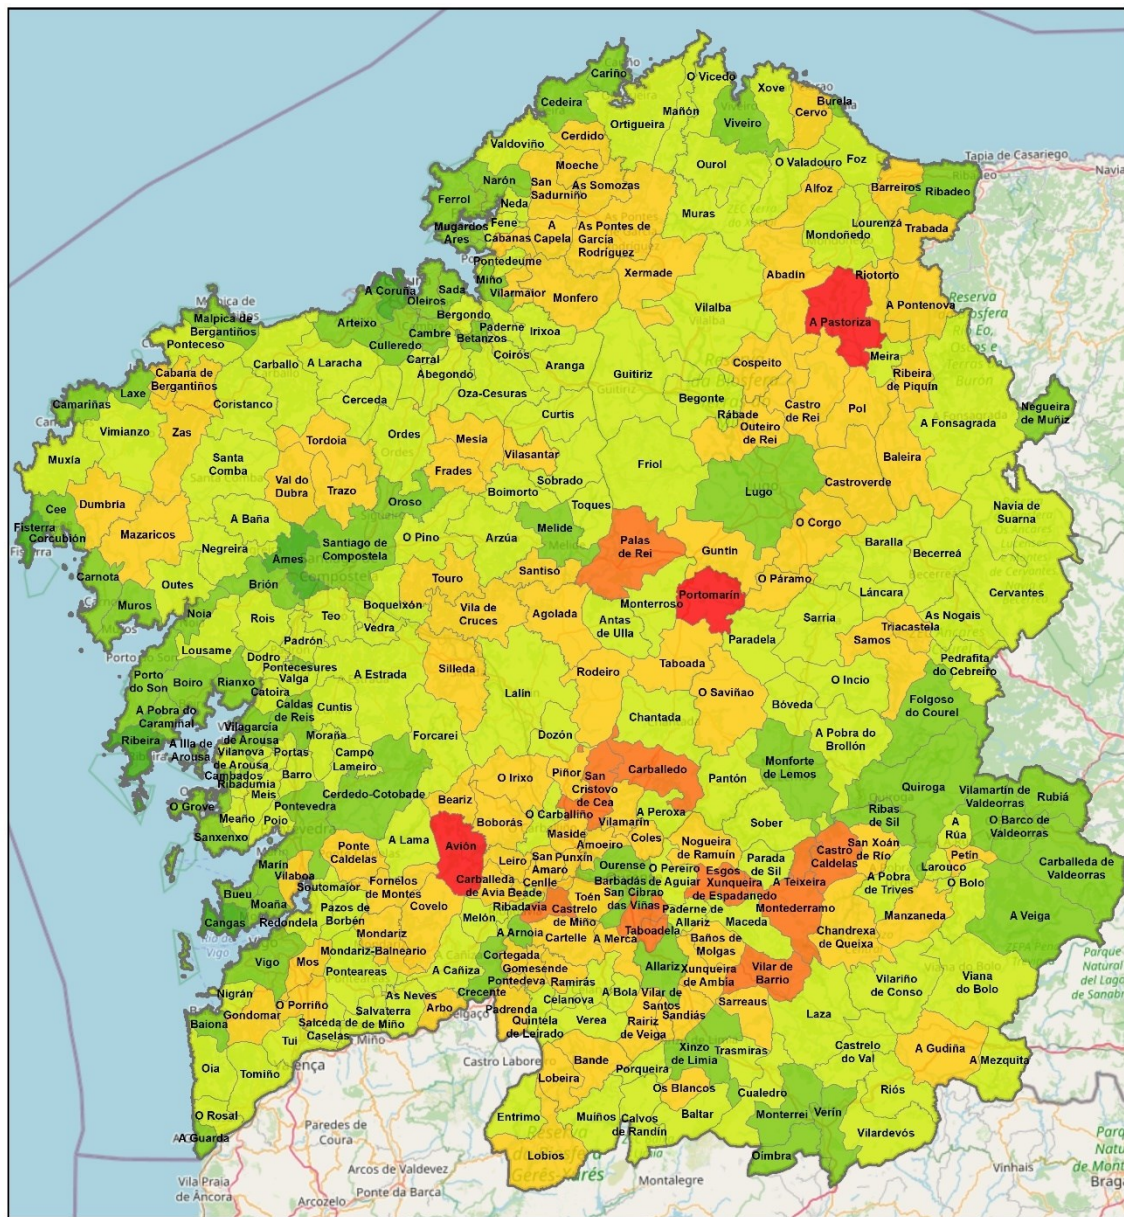 Cariño
O Vicedo
Xove
Cedeira
Mañón
Burela
Cervo
Ortigueira
Viveiro
Valdoviño
Cerdido
Tapia de Casariego
Navia
Moeche
Ourol
O Valadouro
Foz
Narón
San
Sadurniño
As Somozas
Alfoz
Barreiros
Ribadeo
Ferrol
Neda
Muras
Lourenzá
Mugardos
Ares
Fene
Cabanas
A
Capela
As Pontes de
García
Rodríguez
Mondoñedo
Trabada
Pontedeume
Xermade
Abadín
Riotorto
Miño
Vilarmaior
Monfero
A Coruña
Sada
Oleiros
Bergondo
Vilalba
A Pontenova
Malpica de
Bergantiños
Ponteceso
Arteixo
Cambre
Paderne
Betanzos
Irixoa
A Pastoriza
Culleredo
Carral
Coirós
Meira
Carballo
A Laracha
Abegondo
Aranga
Guitiriz
Cospeito
Ribeira
de Piquín
Cabana de
Bergantiños
Laxe
Cerceda
Oza-Cesuras
Begonte
Castro
de Rei
Pol
Camariñas
Coristanco
Curtis
Rábade
Outeiro
de Rei
A Fonsagrada
Negueira
de Muñiz
Vimianzo
Zas
Tordoia
Ordes
Mesia
Vilasantar
Baleira
Muxía
Santa
Comba
Frades
Friol
Val do
Dubra
Trazo
Sobrado
Boimorto
Lugo
Castroverde
Dumbria
Oroso
Toques
Navia de
Suarna
Cee
Fisterra
Corcubión
A Baña
Melide
O Corgo
Mazaricos
Santiago de
Compostela
O Pino
Arzúa
Palas
de Rei
Guntin
Baralla
Becerreá
Negreira
Ames
Santiso
O Páramo
Carnota
Outes
Brión
Touro
Portomarín
Láncara
Cervantes
Muros
Noia
Rois
Teo
Boqueixón
Vedra
Vila de
Cruces
Agolada
Antas
de Ulla
Monterroso
Paradela
Sarria
As Nogais
Triacastela
Samos
Lousame
Padrón
Dodro
Pontecesures
Valga
Pedrafita
do Cebreiro
Porto
do Son
Boiro
Rianxo
Catoira
A Estrada
Silleda
Rodeiro
Taboada
O Incio
Folgoso
do Courel
Caldas
de Reis
Cuntis
Lalin
O Saviñao
Bóveda
A Pobra do
Caramiñal
Vilagarcía
de Arousa
Moraña
Forcarei
Dozón
Chantada
A Pobra do
Brollón
Ribeira
A Illa de
Arousa
Vilanova
de Arousa
Portas
Campo
Lameiro
Cambados
Ribadumia
Barro
Cerdedo-Cotobade
O Irixo
Piñor
San
Cristovo
de Cea
Carballedo
Pantón
Monforte
de Lemos
Quiroga
Vilamartín de
Valdeorras
Rubiá
O Grove
Meis
Meaño
Pontevedra
Poio
Beariz
Boborás
O Carballiño
Vilamarín
A Peroxa
Sober
Ribas
de Sil
A
Rúa
O Barco de
Valdeorras
Sanxenxo
A Lama
Avión
Maside
Amoeiro
Coles
Nogueira
de Ramuín
Parada
de Sil
Castro
Caldelas
San Xoán
de Río
Petin
Larouco
O Bolo
Carballeda de
Valdeorras
Marín
Vilaboa
Ponte
Caldelas
Leiro
San
Amaro
Punxín
Cenlle
Ourense
Barbadás
O Pereiro
de Aguiar
Esgos
Xunqueira
de Espadanedo
A Teixeira
A Pobra
de Trives
Bueu
Moaña
Soutomaior
Fornelos
de Montes
Carballeda
de Avia
Beade
Ribadavia
Toén
San Cibrao
das Viñas
Montederramo
Manzaneda
A Veiga
Cangas
Redondela
Pazos de
Borbén
Covelo
Melón
Castrelo
de Miño
Taboadela
Paderne de
Allariz
Maceda
Chandrexa
de Queixa
Mondariz
Mondariz-Balneario
A Arnoia
Cartelle
A Merca
Baños de
Molgas
Vigo
Mos
Ponteareas
A Cañiza
Cortegada
Gomesende
Pontedeva
Ramirás
Allariz
Xunqueira
de Ambía
Vilar de
Barrio
Vilariño
de Conso
Viana
do Bolo
Nigrán
Gondomar
O Porriño
As Neves
Arbo
Crecente
Padrenda
Celanova
A Bola
Vilar de
Santos
Sandiás
Sarreaus
Baiona
Salvaterra
de Miño
Salceda de
Caselas
Tui
Quintela
de Leirado
Verea
Rairiz
de Veiga
Laza
Oia
Tomiño
Castro Laboreiro
Bande
Xinzo
de Limia
Trasmiras
Porqueira
Castrelo
do Val
A Gudiña
A Mezquita
O Rosal
Lobeira
Os Blancos
Cualedro
Riós
A Guarda
Entrimo
Muiños
Calvos
de Randín
Baltar
Monterrei
Verín
Vilardevós
Paredes de
Coura
Lobios
Oimbra
Vila Praia
de Âncora
Arcos de Valdevez
Ponte da Barca
Arcozelo
Montalegre
Vinhais